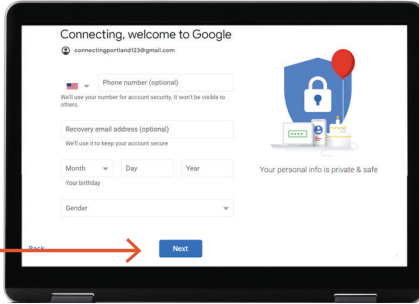 Connecting, welcome to Google
connectingportland123@gmail.com
Phone number (optional)
We'll use your number for account security. It won't be visible to
others.
Recovery email address (optional)
We'll use it to keep your account secure
Month
Day
Year
Your birthday
Gender
Back
Next
Your personal info is private & safe